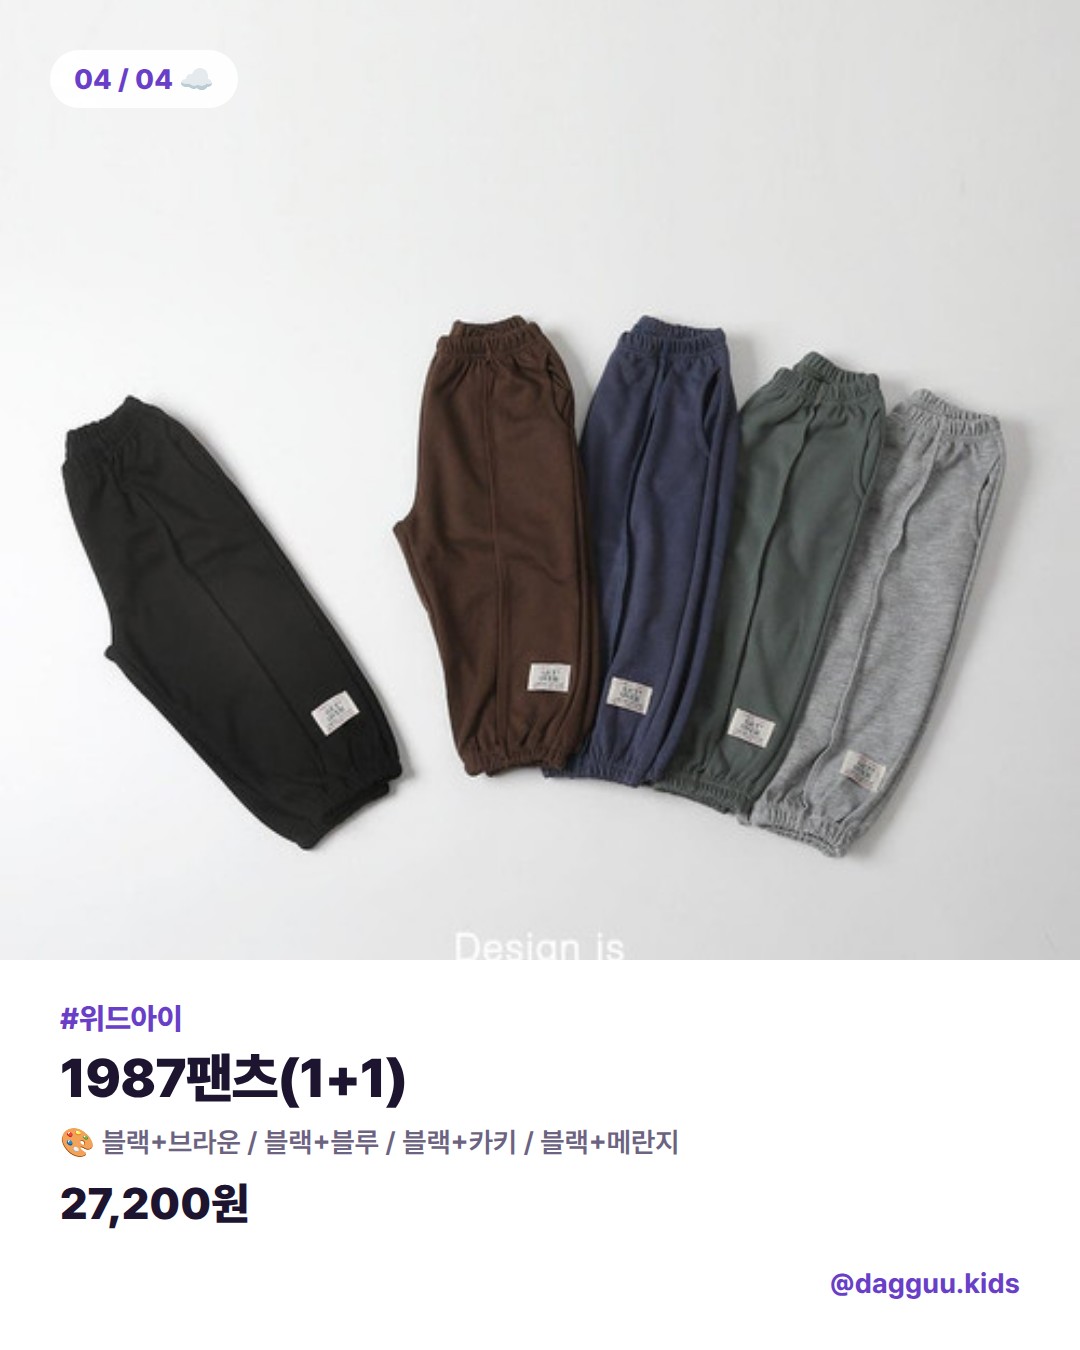 04 / 04 ☁️
Design is
#위드아이
1987팬츠(1+1)
🎨 블랙+브라운 / 블랙+블루 / 블랙+카키 / 블랙+메란지
27,200원
@dagguu.kids